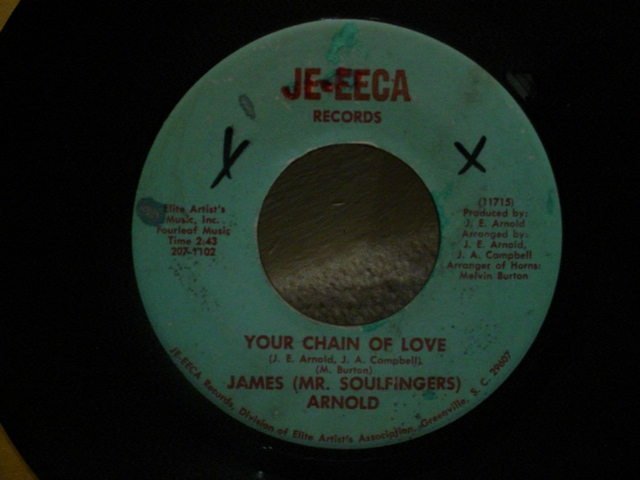 JE-EECA
RECORDS
X X
Elite Artist's
Music, Inc.
Fourleaf Music
Time 2:43
207-1102
(11715)
Produced by:
J. E. Arnold
Arranged by:
J. E. Arnold,
J. A. Campbell
Arranger of Horns:
Melvin Burton
YOUR CHAIN OF LOVE
(J. E. Arnold, J. A. Campbell),
(M. Burton)
JAMES (MR. SOULFINGERS)
ARNOLD
JE-EECA Records, Division of Elite Artist's Association, Greenville, S. C. 29607